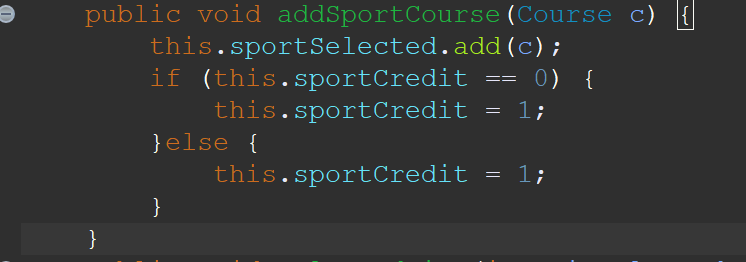 public void addSportCourse(Course c) {
this.sportSelected.add(c);
if (this.sportCredit == 0) {
this.sportCredit = 1;
}else {
this.sportCredit = 1;
}
}